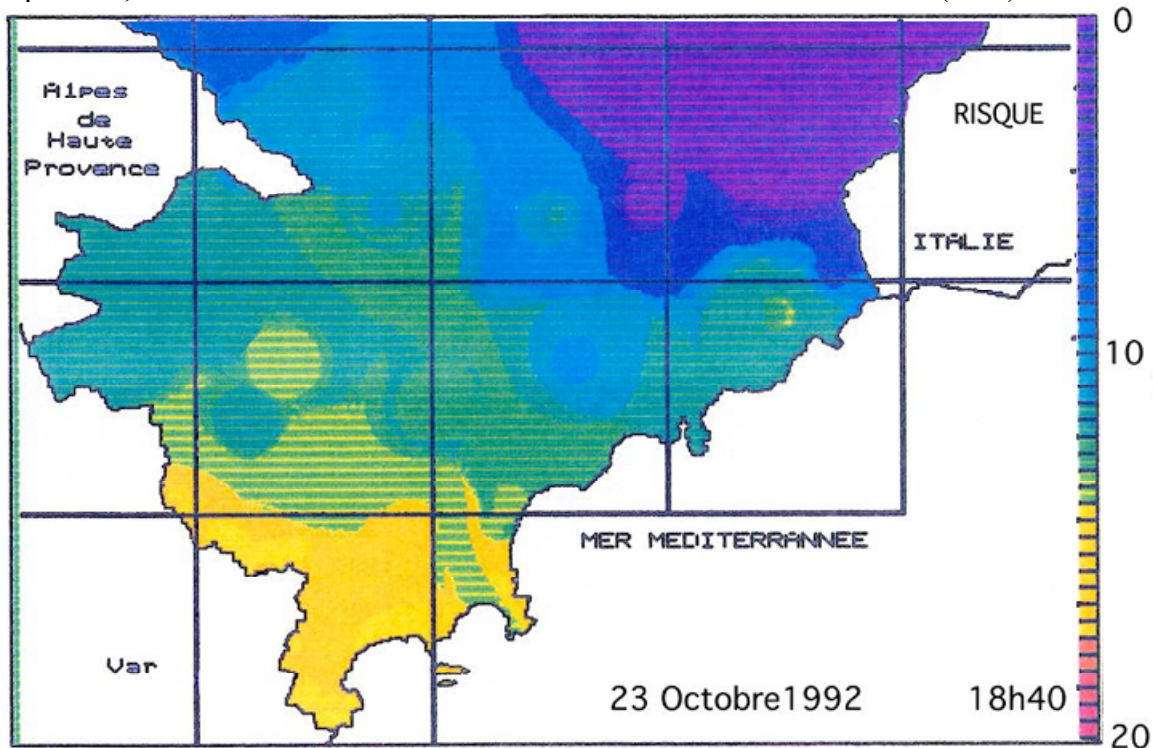 0
Alpes
de
Haute
Provence
RISQUE
ITALIE
10
MER MEDITERRANNEE
Var
23 Octobre1992
18h40
20